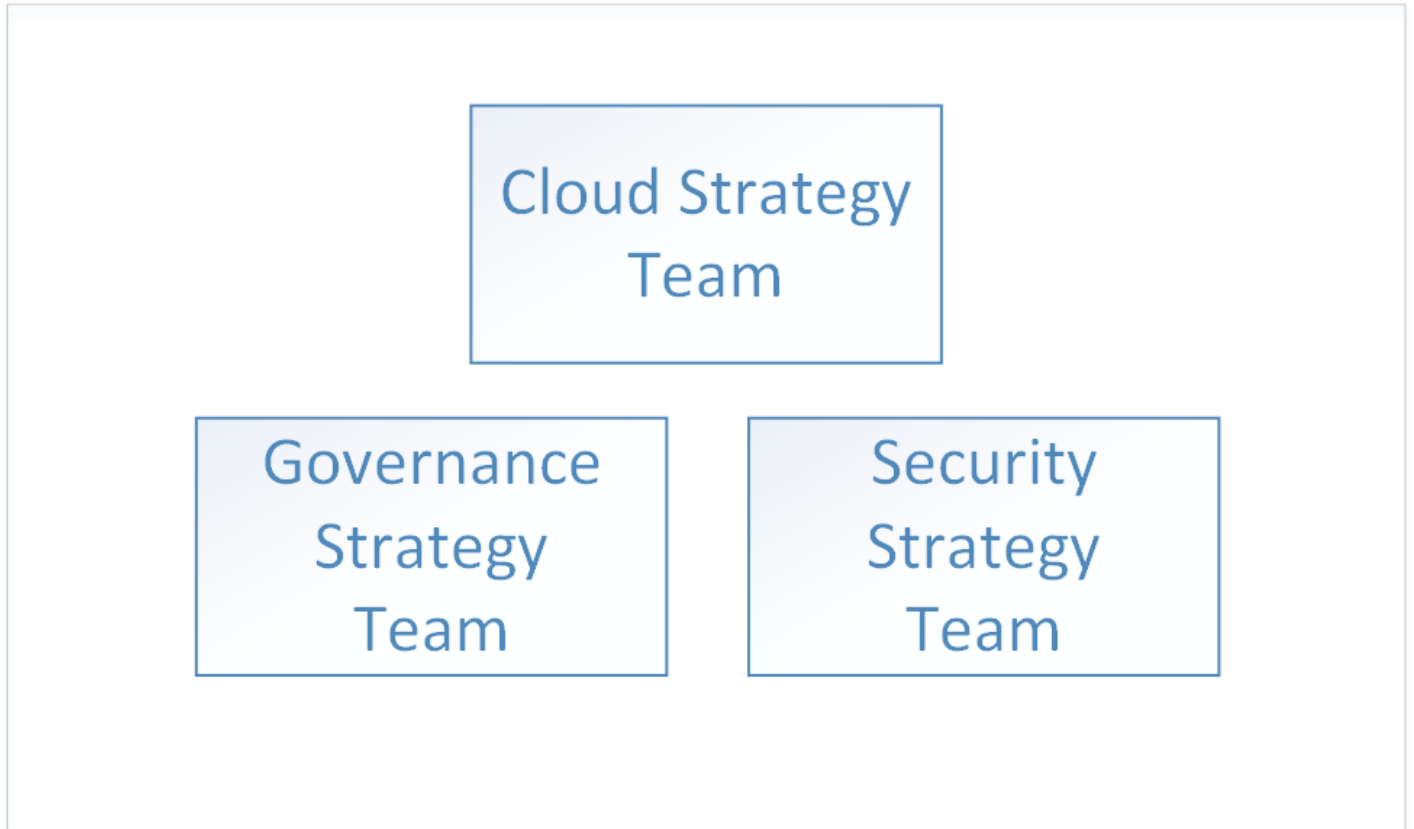 Cloud Strategy
Team
Governance
Strategy
Team
Security
Strategy
Team